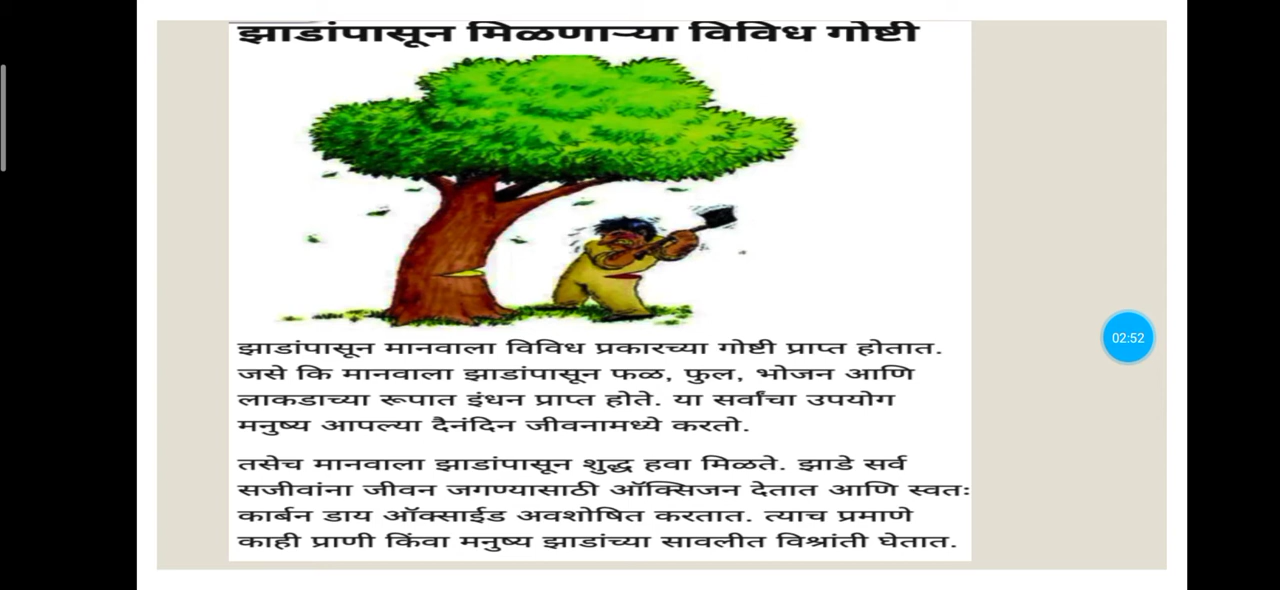 झाडांपासून मिळणाऱ्या विविध गोष्टी
झाडांपासून मानवाला विविध प्रकारच्या गोष्टी प्राप्त होतात.
जसे कि मानवाला झाडांपासून फळ, फुल, भोजन आणि
लाकडाच्या रूपात इंधन प्राप्त होते. या सर्वांचा उपयोग
मनुष्य आपल्या दैनंदिन जीवनामध्ये करतो.
तसेच मानवाला झाडांपासून शुद्ध हवा मिळते. झाडे सर्व
सजीवांना जीवन जगण्यासाठी ऑक्सिजन देतात आणि स्वतः
कार्बन डाय ऑक्साईड अवशोषित करतात. त्याच प्रमाणे
काही प्राणी किंवा मनुष्य झाडांच्या सावलीत विश्रांती घेतात.
02:52